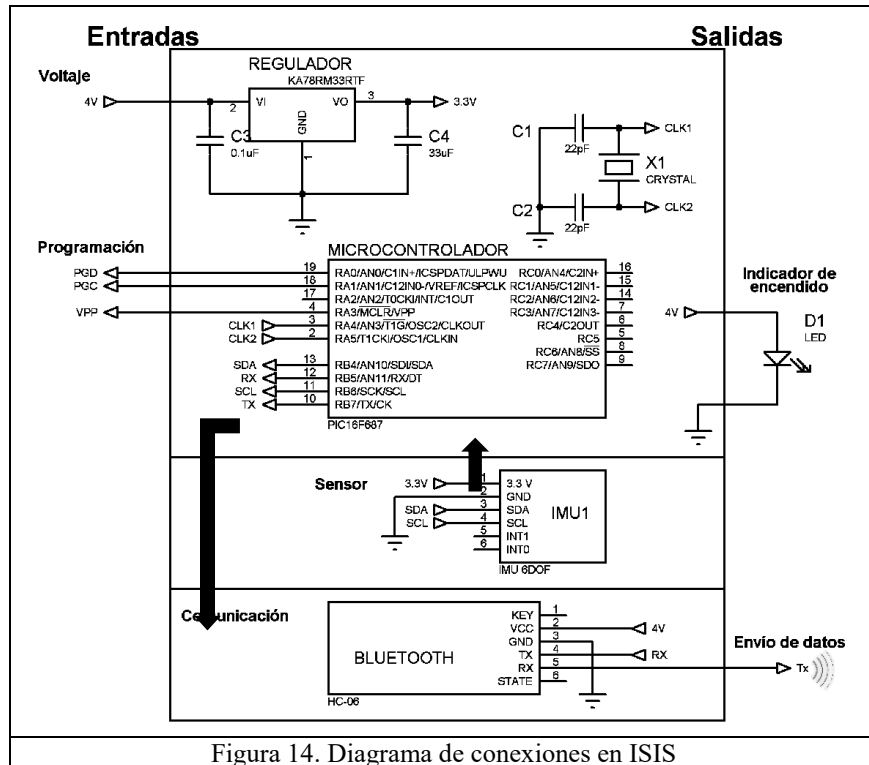 Entradas
Salidas
Voltaje
REGULADOR
KA78RM33RTF
4V
2
VI
VO
3
3.3V
GND
1
C3
0.1uF
C4
33uF
C1
22pF
CLK1
X1
CRYSTAL
C2
22pF
CLK2
Programación
MICROCONTROLADOR
PGD
19
RA0/AN0/C1IN+/ICSPDAT/ULPWU
RC0/AN4/C2IN+
16
PGC
18
RA1/AN1/C12IN0-/VREF/ICSPCLK
RC1/AN5/C12IN1-
15
17
RA2/AN2/T0CKI/INT/C1OUT
RC2/AN6/C12IN2-
14
VPP
4
RA3/MCLR/VPP
RC3/AN7/C12IN3-
7
CLK1
3
RA4/AN3/T1G/OSC2/CLKOUT
RC4/C2OUT
6
CLK2
2
RA5/T1CKI/OSC1/CLKIN
RC5
5
RC6/AN8/SS
8
SDA
13
RB4/AN10/SDI/SDA
RC7/AN9/SDO
9
RX
12
RB5/AN11/RX/DT
SCL
11
RB6/SCK/SCL
TX
10
RB7/TX/CK
PIC16F687
Indicador de
encendido
4V
D1
LED
Sensor
3.3V
1
3.3 V
2
GND
SDA
3
SDA
SCL
4
SCL
5
INT1
6
INT0
IMU1
IMU 6DOF
Comunicación
BLUETOOTH
KEY
1
VCC
2
4V
GND
3
TX
4
RX
RX
5
STATE
6
HC-06
Envío de datos
Tx
Figura 14. Diagrama de conexiones en ISIS